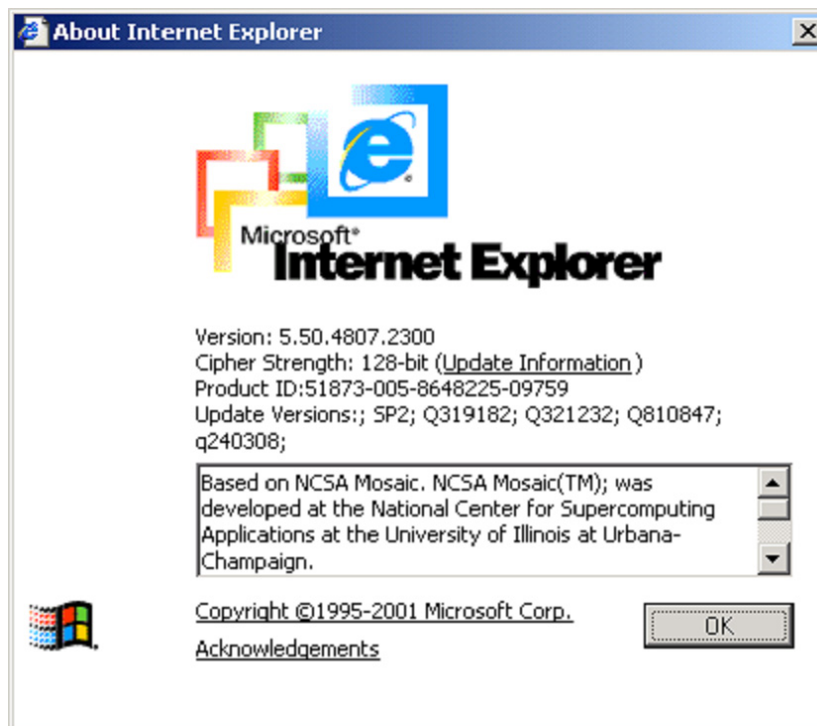 About Internet Explorer
Microsoft®
Internet Explorer
Version: 5.50.4807.2300
Cipher Strength: 128-bit (Update Information )
Product ID:51873-005-8648225-09759
Update Versions:; SP2; Q319182; Q321232; Q810847;
q240308;
Based on NCSA Mosaic. NCSA Mosaic(TM); was
developed at the National Center for Supercomputing
Applications at the University of Illinois at Urbana-
Champaign.
Copyright ©1995-2001 Microsoft Corp.
OK
Acknowledgements